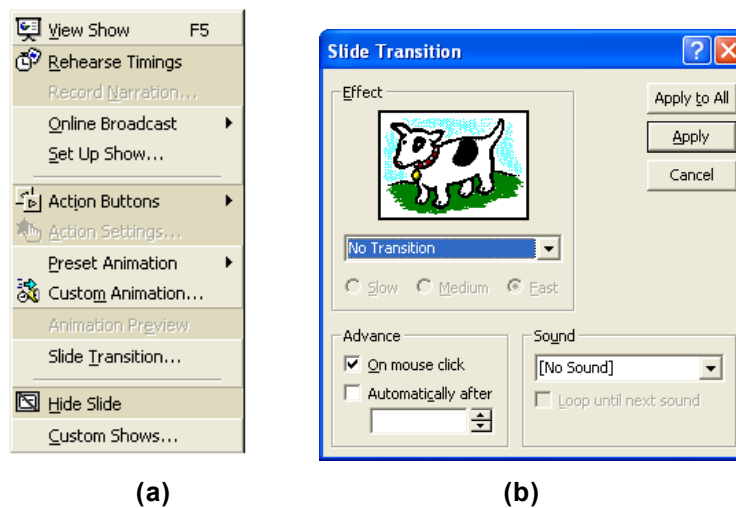 View Show F5
Rehearse Timings
Record Narration...
Online Broadcast
Set Up Show...
Action Buttons
Action Settings...
Preset Animation
Custom Animation...
Animation Preview
Slide Transition...
Hide Slide
Custom Shows...
(a)
Slide Transition
Effect
Apply to All
Apply
Cancel
No Transition
Slow Medium Fast
Advance
On mouse click
Automatically after
Sound
[No Sound]
Loop until next sound
(b)